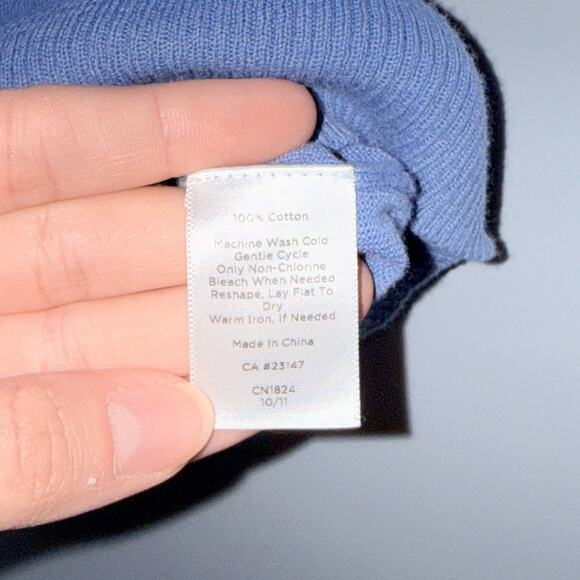 100% Cotton
Machine Wash Cold
Gentle Cycle
Only Non-Chlorine
Bleach When Needed
Reshape, Lay Flat To
Dry
Warm Iron, If Needed
Made In China
CA #23147
CN1824
10/11